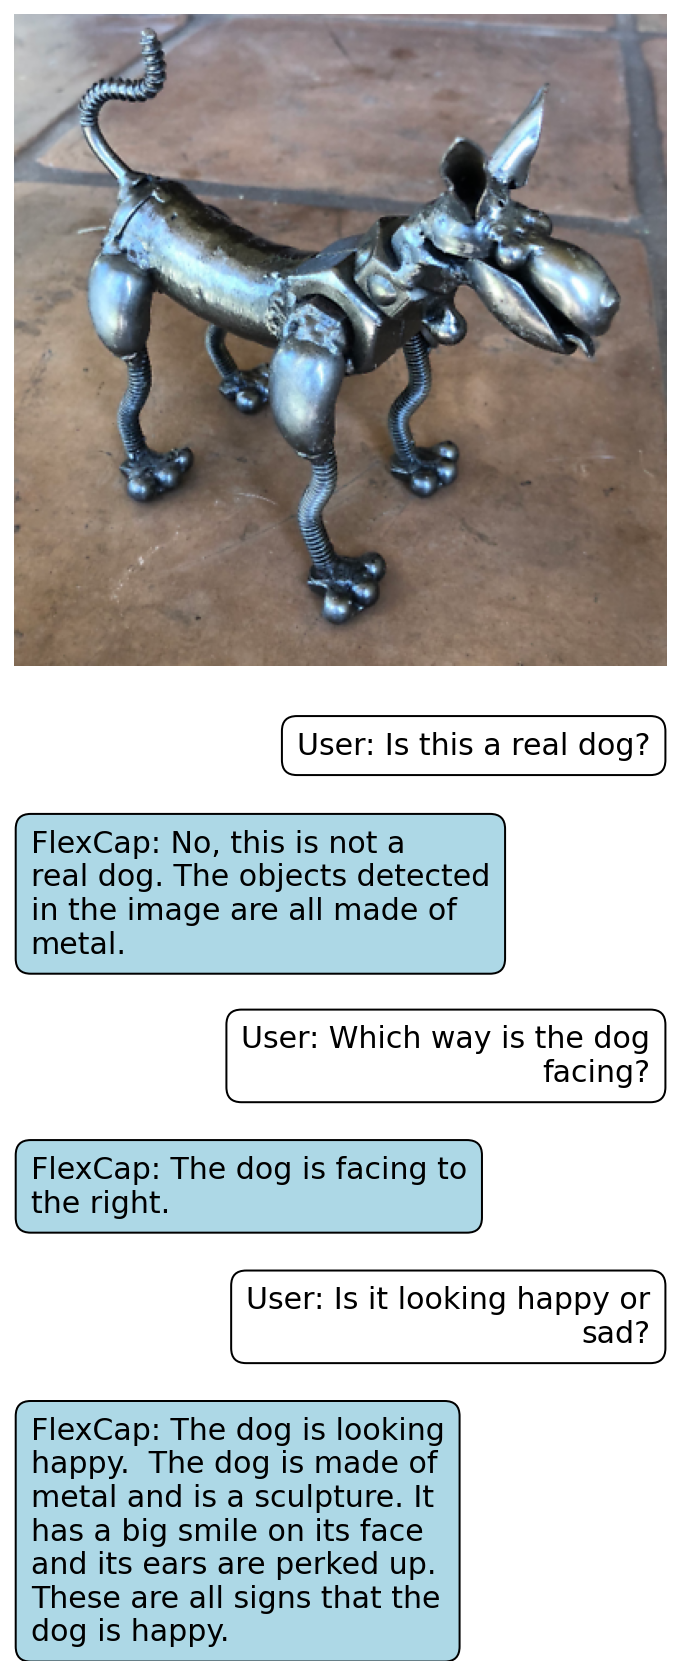 User: Is this a real dog?
FlexCap: No, this is not a
real dog. The objects detected
in the image are all made of
metal.
User: Which way is the dog
facing?
FlexCap: The dog is facing to
the right.
User: Is it looking happy or
sad?
FlexCap: The dog is looking
happy.  The dog is made of
metal and is a sculpture. It
has a big smile on its face
and its ears are perked up.
These are all signs that the
dog is happy.